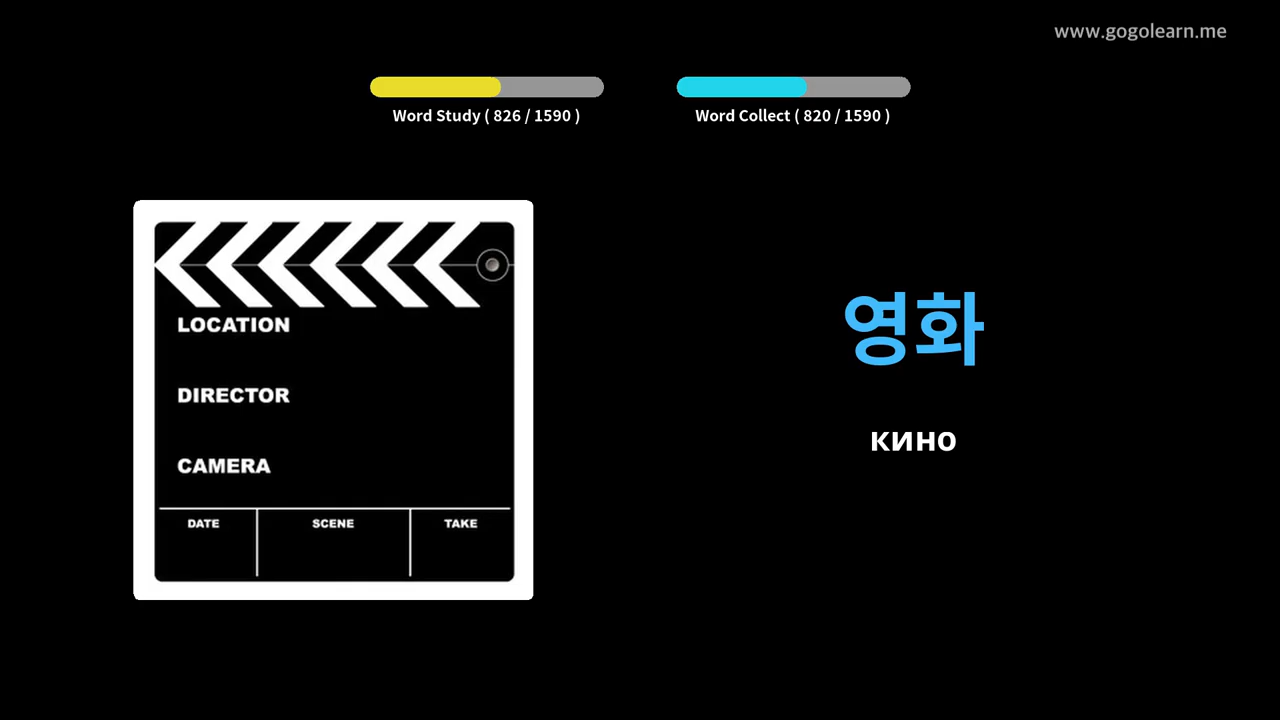 www.gogolearn.me
Word Study ( 826 / 1590 )
Word Collect ( 820 / 1590 )
LOCATION
DIRECTOR
CAMERA
DATE
SCENE
TAKE
영화
кино